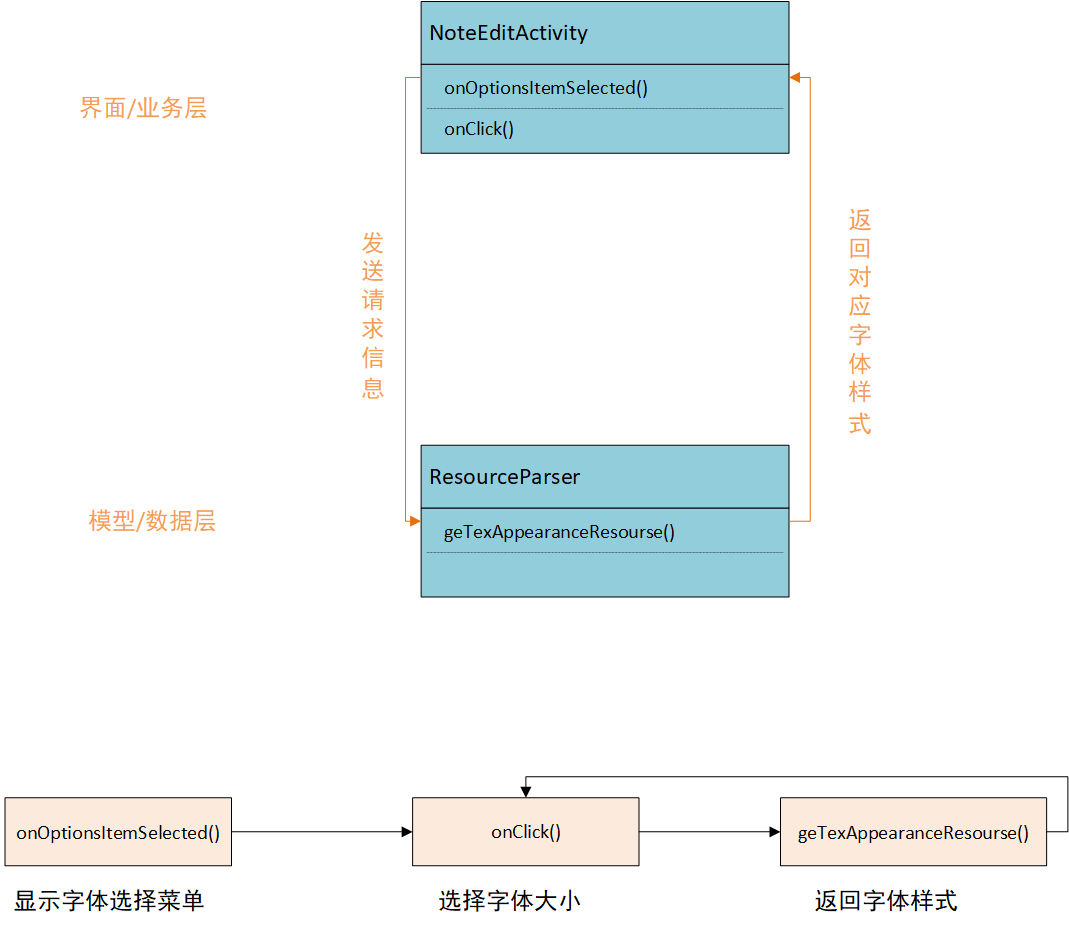 NoteEditActivity
onOptionsItemSelected()
onClick()
界面/业务层
发送请求信息
返回对应字体样式
模型/数据层
ResourceParser
geTexAppearanceResourse()
onOptionsItemSelected()
onClick()
geTexAppearanceResourse()
显示字体选择菜单
选择字体大小
返回字体样式